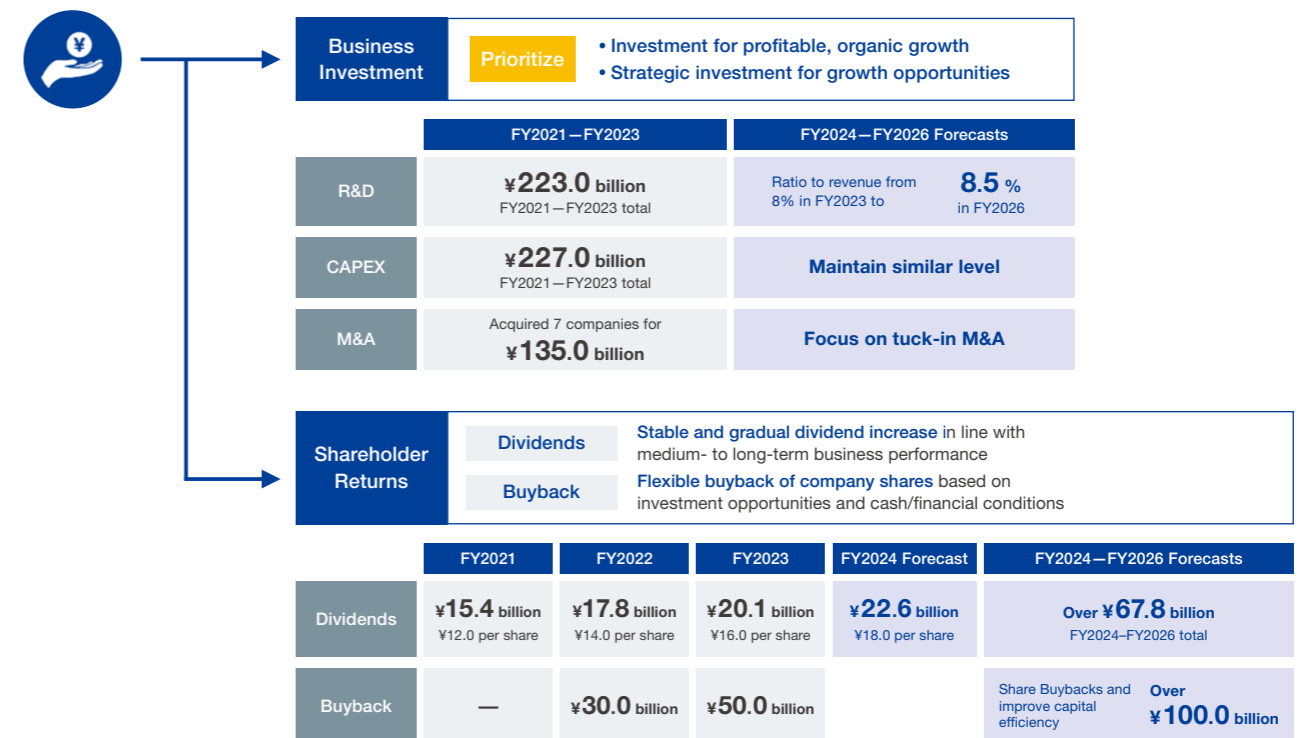 ¥
Business
Investment
Prioritize
• Investment for profitable, organic growth
• Strategic investment for growth opportunities
FY2021—FY2023
FY2024—FY2026 Forecasts
R&D
¥223.0 billion
FY2021—FY2023 total
Ratio to revenue from
8% in FY2023 to
8.5 %
in FY2026
CAPEX
¥227.0 billion
FY2021—FY2023 total
Maintain similar level
M&A
Acquired 7 companies for
¥135.0 billion
Focus on tuck-in M&A
Shareholder
Returns
Dividends
Stable and gradual dividend increase in line with
medium- to long-term business performance
Buyback
Flexible buyback of company shares based on
investment opportunities and cash/financial conditions
FY2021
FY2022
FY2023
FY2024 Forecast
FY2024—FY2026 Forecasts
Dividends
¥15.4 billion
¥12.0 per share
¥17.8 billion
¥14.0 per share
¥20.1 billion
¥16.0 per share
¥22.6 billion
¥18.0 per share
Over ¥67.8 billion
FY2024–FY2026 total
Buyback
—
¥30.0 billion
¥50.0 billion
Share Buybacks and
improve capital
efficiency
Over
¥100.0 billion